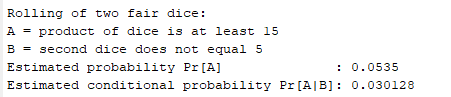 Rolling of two fair dice:
A = product of dice is at least 15
B = second dice does not equal 5
Estimated probability Pr[A] : 0.0535
Estimated conditional probability Pr[A|B]: 0.030128